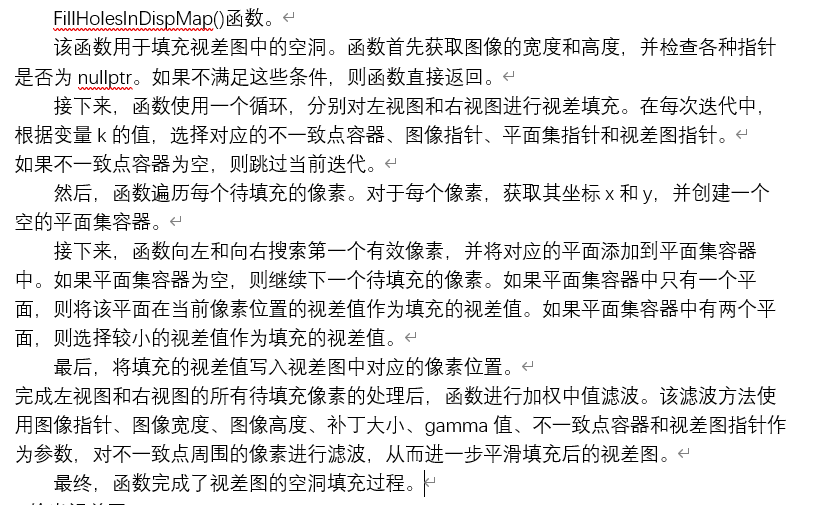 FillHolesInDispMap()函数。
该函数用于填充视差图中的空洞。函数首先获取图像的宽度和高度，并检查各种指针
是否为 nullptr。如果不满足这些条件，则函数直接返回。
接下来，函数使用一个循环，分别对左视图和右视图进行视差填充。在每次迭代中，
根据变量 k 的值，选择对应的不一致点容器、图像指针、平面集指针和视差图指针。
如果不一致点容器为空，则跳过当前迭代。
然后，函数遍历每个待填充的像素。对于每个像素，获取其坐标 x 和 y，并创建一个
空的平面集容器。
接下来，函数向左和向右搜索第一个有效像素，并将对应的平面添加到平面集容器
中。如果平面集容器为空，则继续下一个待填充的像素。如果平面集容器中只有一个平
面，则将该平面在当前像素位置的视差值作为填充的视差值。如果平面集容器中有两个平
面，则选择较小的视差值作为填充的视差值。
最后，将填充的视差值写入视差图中对应的像素位置。
完成左视图和右视图的所有待填充像素的处理后，函数进行加权中值滤波。该滤波方法使
用图像指针、图像宽度、图像高度、补丁大小、gamma 值、不一致点容器和视差图指针作
为参数，对不一致点周围的像素进行滤波，从而进一步平滑填充后的视差图。
最终，函数完成了视差图的空洞填充过程。